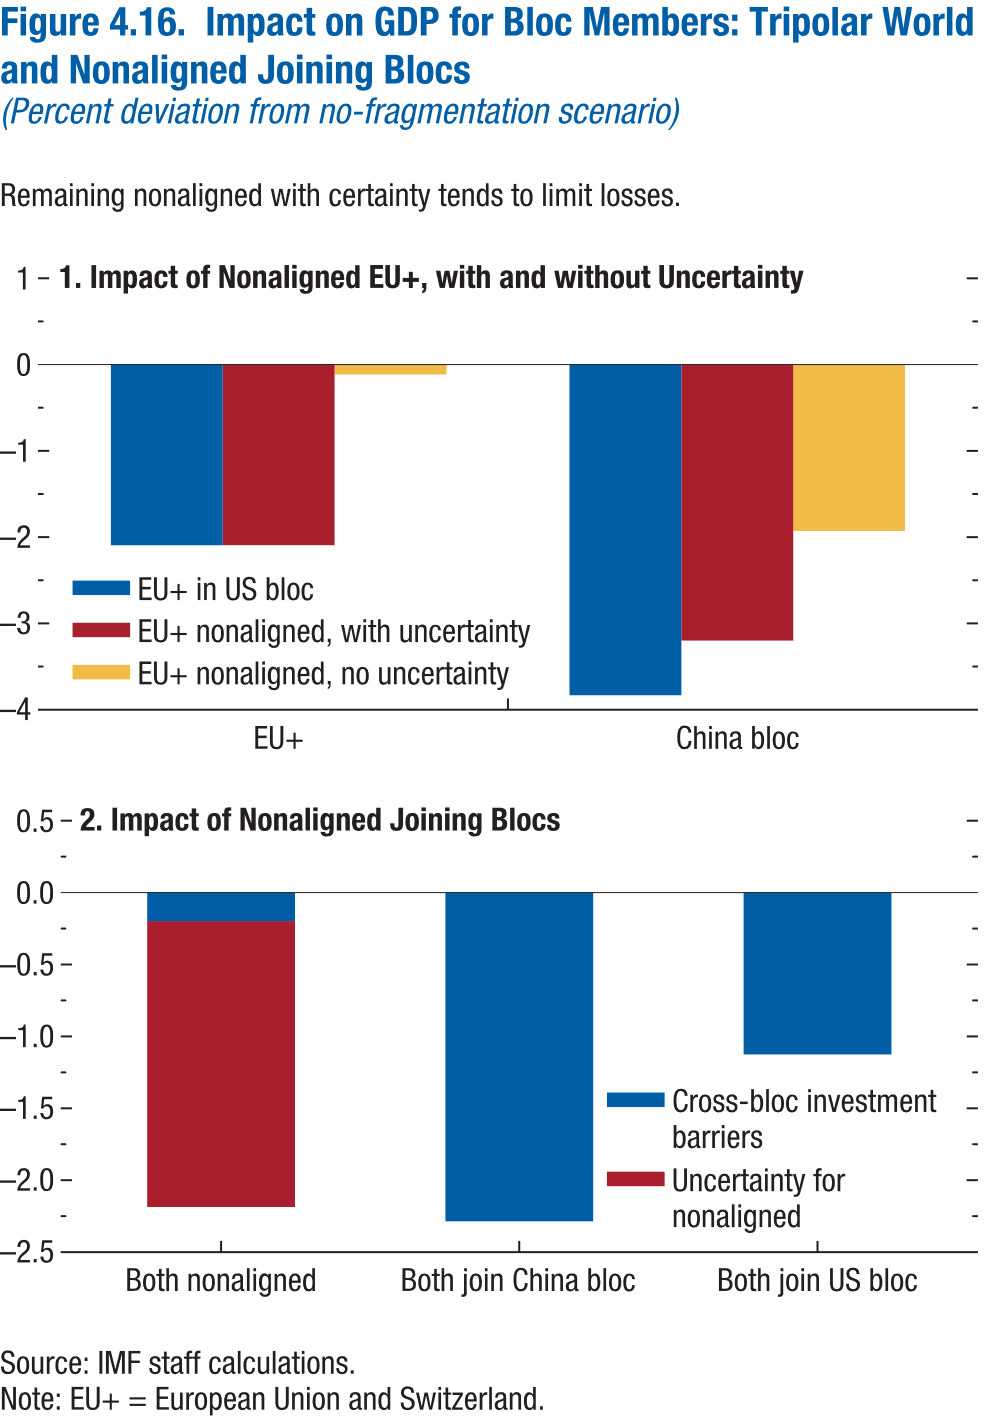 Figure 4.16.  Impact on GDP for Bloc Members: Tripolar World
and Nonaligned Joining Blocs
(Percent deviation from no-fragmentation scenario)
Remaining nonaligned with certainty tends to limit losses.
1
1. Impact of Nonaligned EU+, with and without Uncertainty
0
–1
–2
–3
–4
EU+ in US bloc
EU+ nonaligned, with uncertainty
EU+ nonaligned, no uncertainty
EU+
China bloc
0.5
2. Impact of Nonaligned Joining Blocs
0.0
–0.5
–1.0
–1.5
–2.0
–2.5
Cross-bloc investment
barriers
Uncertainty for
nonaligned
Both nonaligned
Both join China bloc
Both join US bloc
Source: IMF staff calculations.
Note: EU+ = European Union and Switzerland.